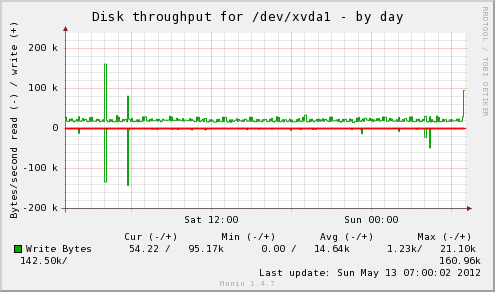 Disk throughput for /dev/xvda1 - by day
RRDTOOL / TOBI OETIKER
Bytes/second read (-) / write (+)
200 k
100 k
0
-100 k
-200 k
Sat 12:00 Sun 00:00
Cur (-/+) Min (-/+) Avg (-/+) Max (-/+)
Write Bytes 54.22 / 95.17k 0.00 / 14.64k 1.23k/ 21.10k
142.50k/ 160.96k
Last update: Sun May 13 07:00:02 2012
Munin 1.4.7